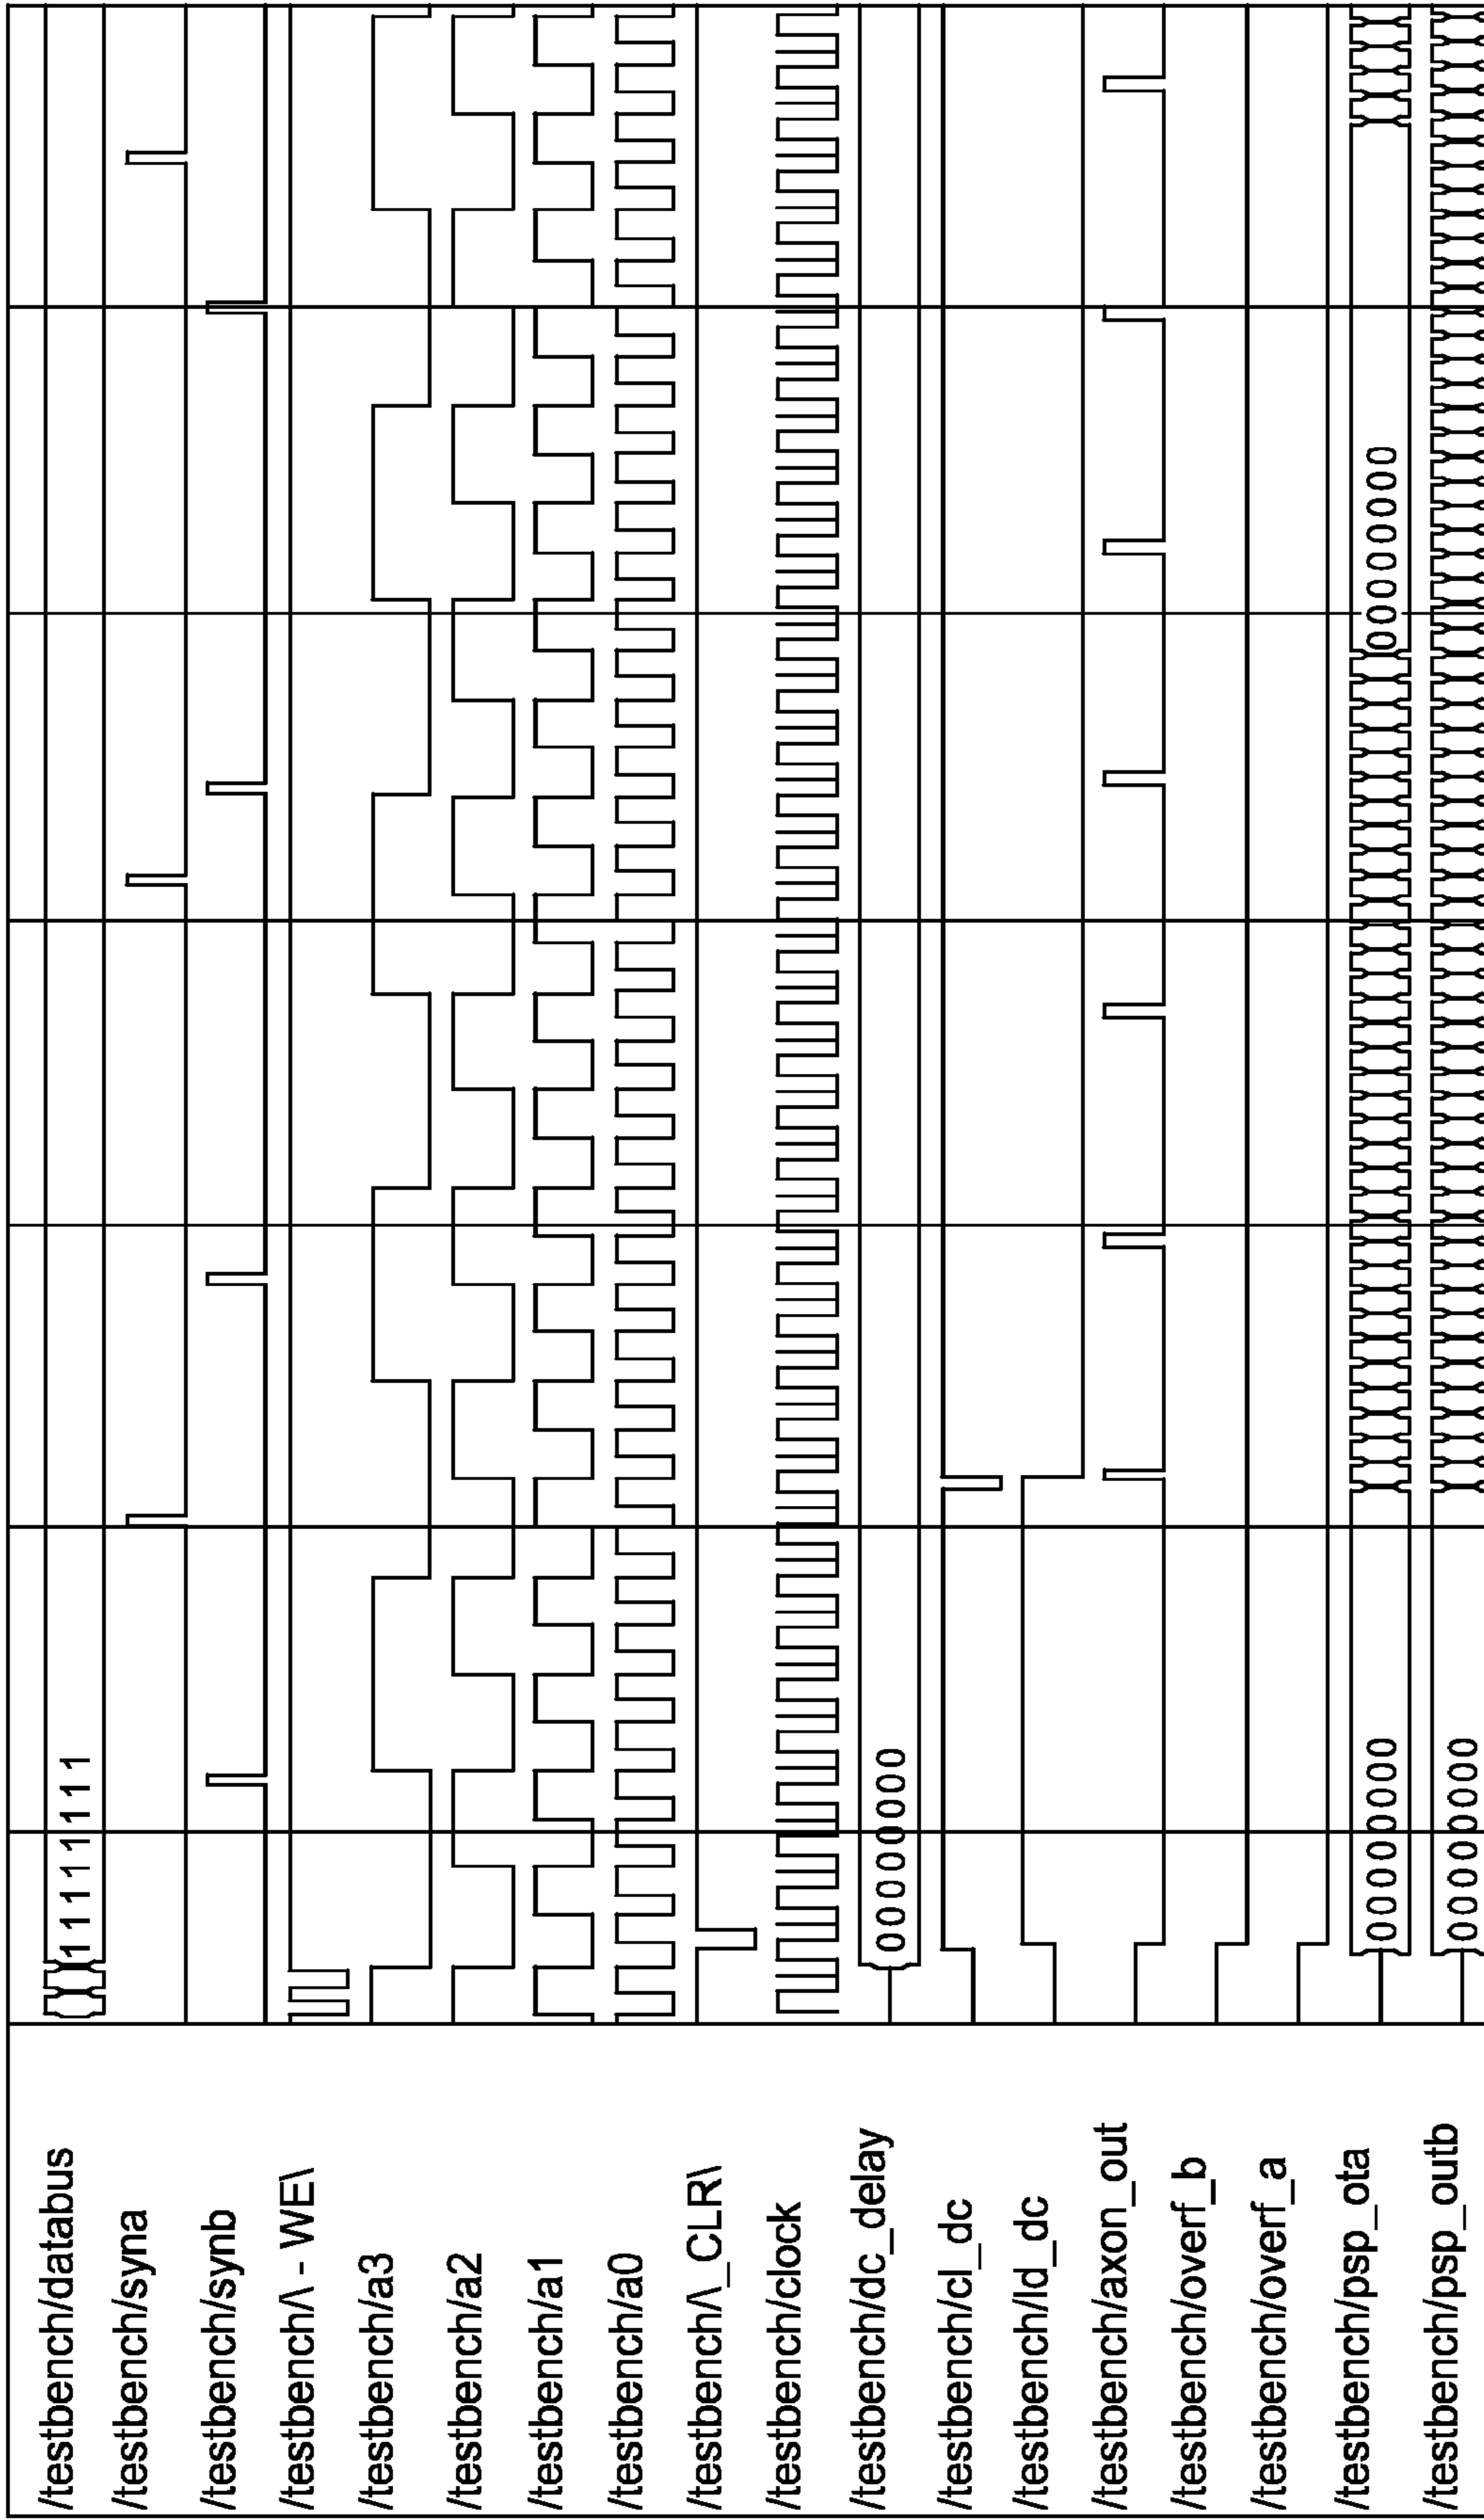 /testbench/databus 111111111
/testbench/syna
/testbench/synb
/testbench/\ - WE\
/testbench/a3
/testbench/a2
/testbench/a1
/testbench/a0
/testbench/\_CLR\
/testbench/clock
/testbench/dc_delay 00000000
/testbench/cl_dc
/testbench/ld_dc
/testbench/axon_out
/testbench/overf_b
/testbench/overf_a
/testbench/psp_ota 00000000 00000000
/testbench/psp_outb 00000000